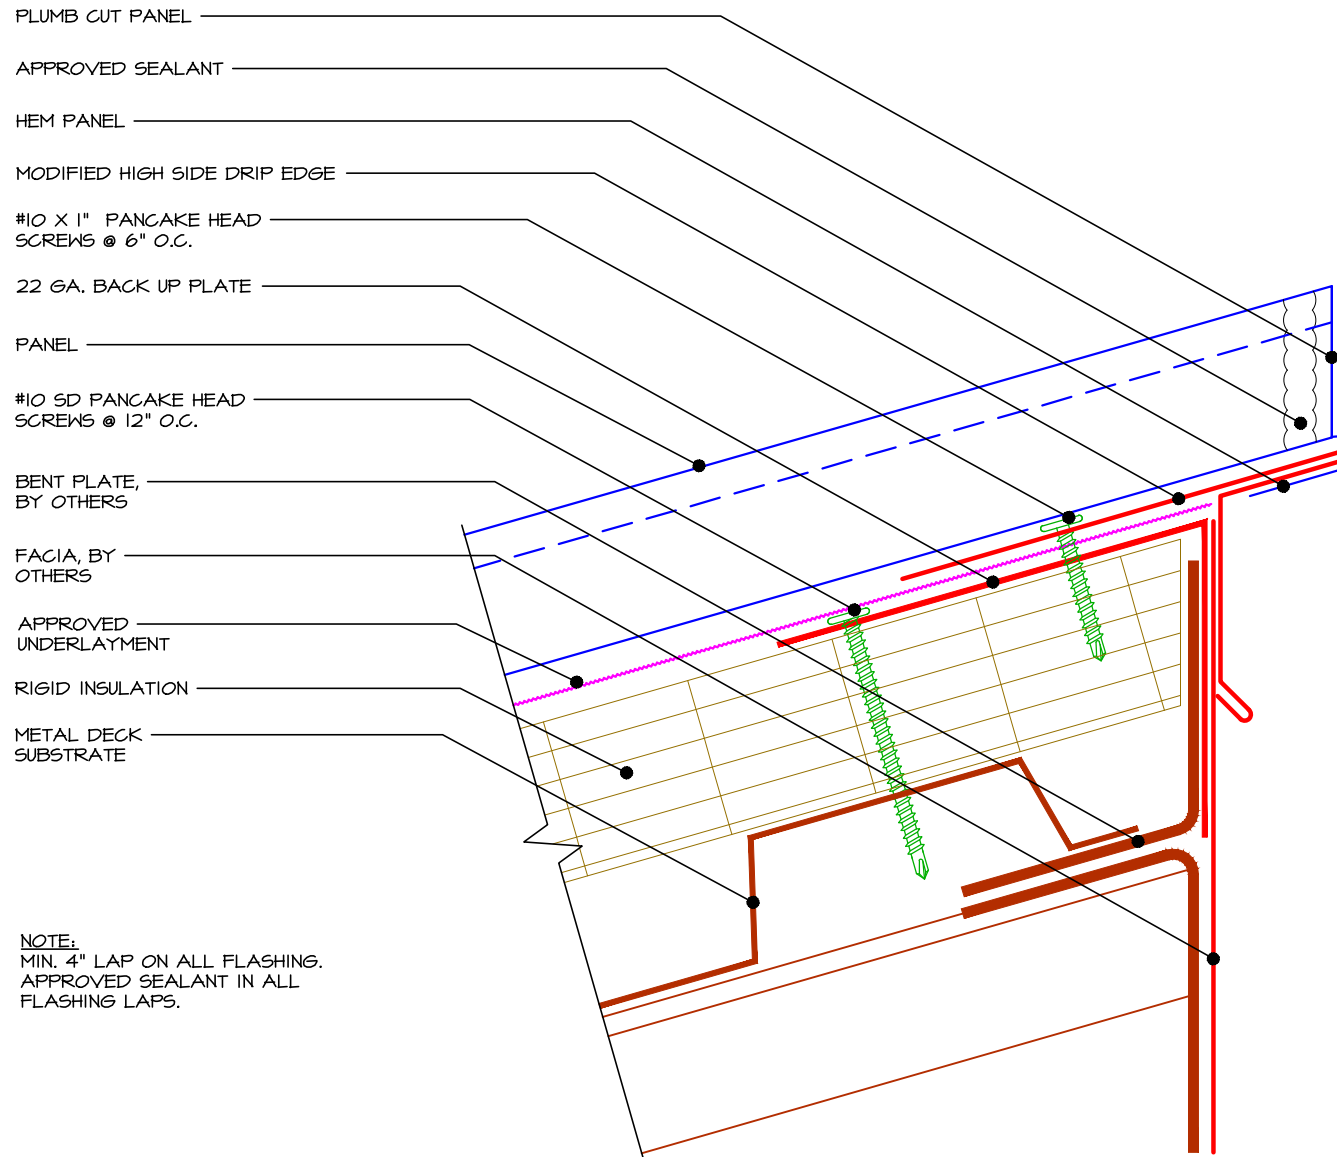 PLUMB CUT PANEL
APPROVED SEALANT
HEM PANEL
MODIFIED HIGH SIDE DRIP EDGE
#10 X 1" PANCAKE HEAD
SCREWS @ 6" O.C.
22 GA. BACK UP PLATE
PANEL
#10 SD PANCAKE HEAD
SCREWS @ 12" O.C.
BENT PLATE,
BY OTHERS
FACIA, BY
OTHERS
APPROVED
UNDERLAYMENT
RIGID INSULATION
METAL DECK
SUBSTRATE
NOTE:
MIN. 4" LAP ON ALL FLASHING.
APPROVED SEALANT IN ALL
FLASHING LAPS.